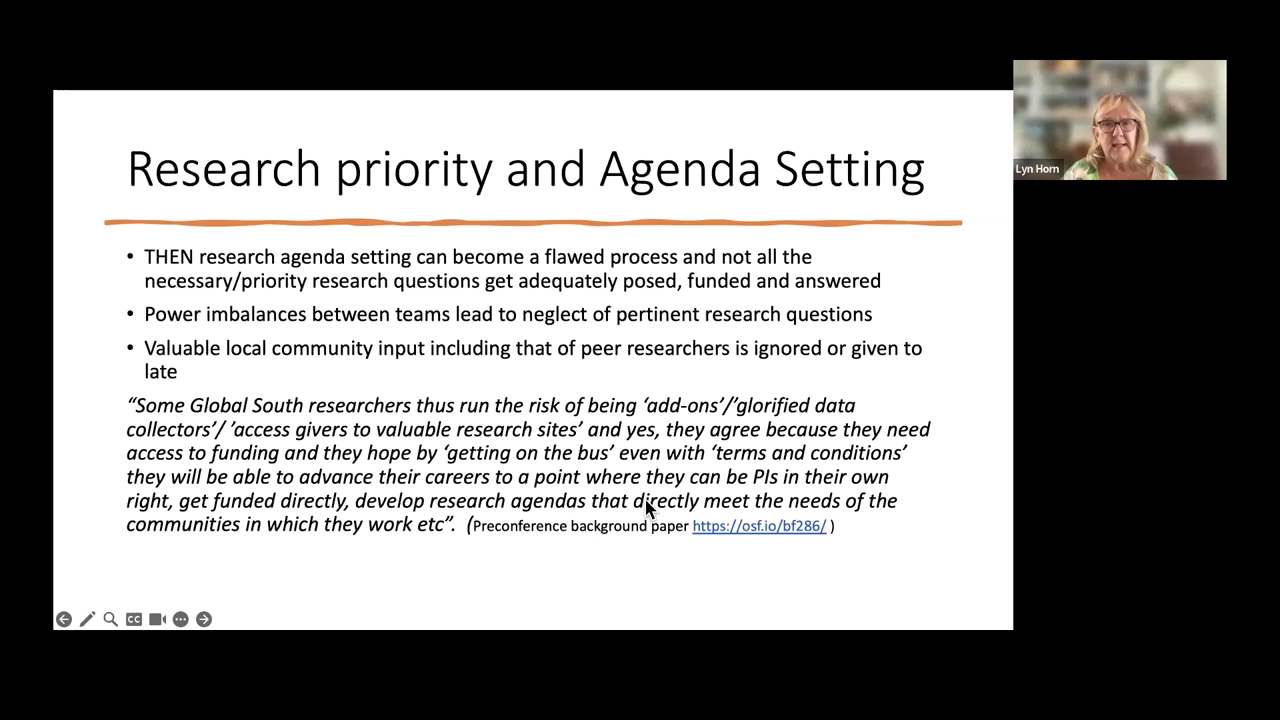 Research priority and Agenda Setting
• THEN research agenda setting can become a flawed process and not all the
necessary/priority research questions get adequately posed, funded and answered
• Power imbalances between teams lead to neglect of pertinent research questions
• Valuable local community input including that of peer researchers is ignored or given to
late
“Some Global South researchers thus run the risk of being ‘add-ons’/’glorified data
collectors’/ ’access givers to valuable research sites’ and yes, they agree because they need
access to funding and they hope by ‘getting on the bus’ even with ‘terms and conditions’
they will be able to advance their careers to a point where they can be PIs in their own
right, get funded directly, develop research agendas that directly meet the needs of the
communities in which they work etc”. (Preconference background paper https://osf.io/bf286/ )
CC
Lyn Horn